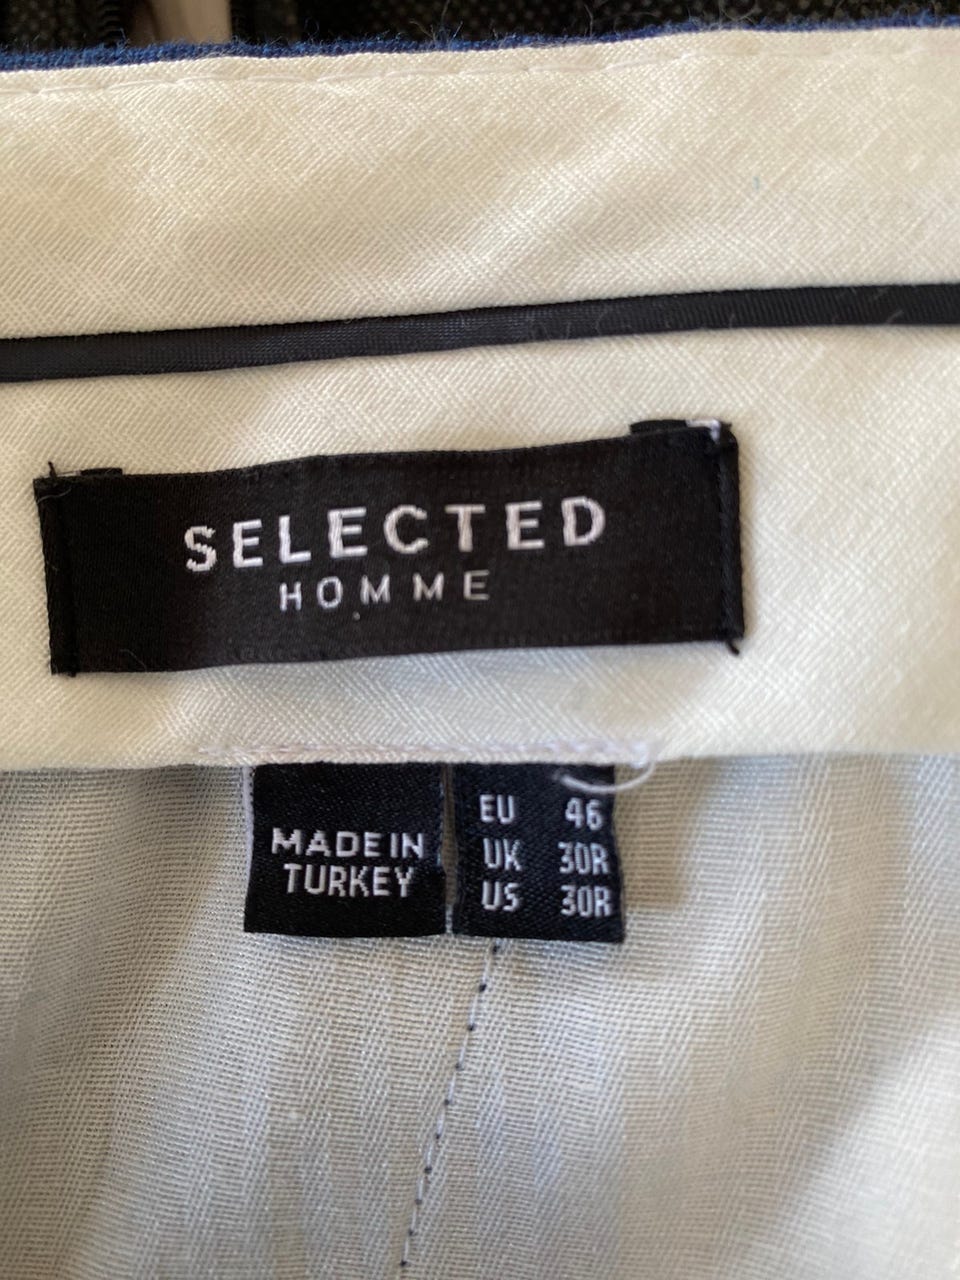 SELECTED
HOMME
MADE IN
TURKEY
EU 46
UK 30R
US 30R